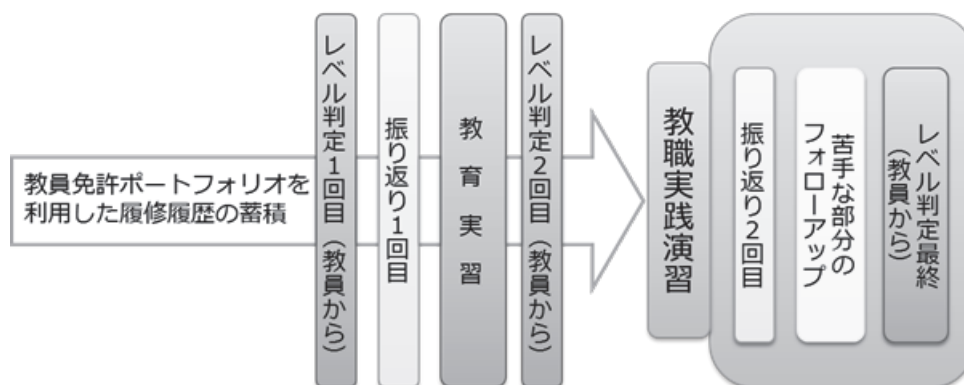 教員免許ポートフォリオを
利用した履修履歴の蓄積
レベル判定1回目(教員から)
振り返り1回目
教育実習
レベル判定2回目(教員から)
教職実践演習
振り返り2回目
苦手な部分の
フォローアップ
レベル判定最終
(教員から)